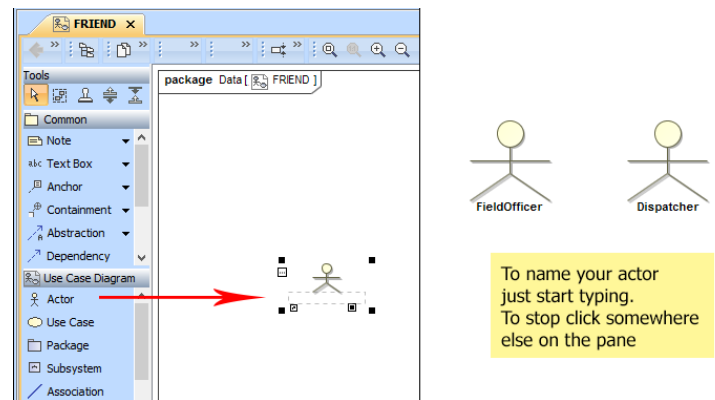 FRIEND
Tools
package Data [ FRIEND ]
Common
Note
abc Text Box
Anchor
Containment
Abstraction
Dependency
Use Case Diagram
Actor
Use Case
Package
Subsystem
Association
FieldOfficer
Dispatcher
To name your actor
just start typing.
To stop click somewhere
else on the pane